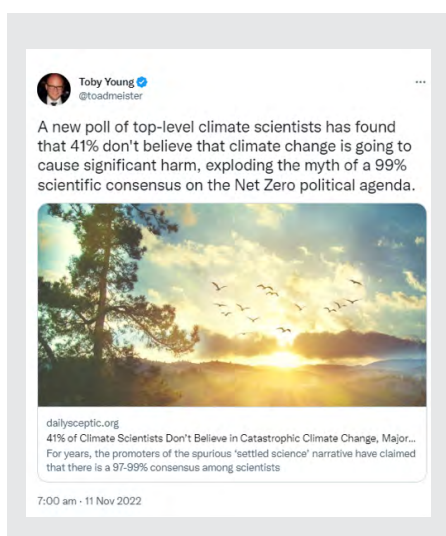 Toby Young
@toadmeister
...
A new poll of top-level climate scientists has found
that 41% don't believe that climate change is going to
cause significant harm, exploding the myth of a 99%
scientific consensus on the Net Zero political agenda.
dailysceptic.org
41% of Climate Scientists Don't Believe in Catastrophic Climate Change, Major...
For years, the promoters of the spurious 'settled science' narrative have claimed
that there is a 97-99% consensus among scientists
7:00 am · 11 Nov 2022